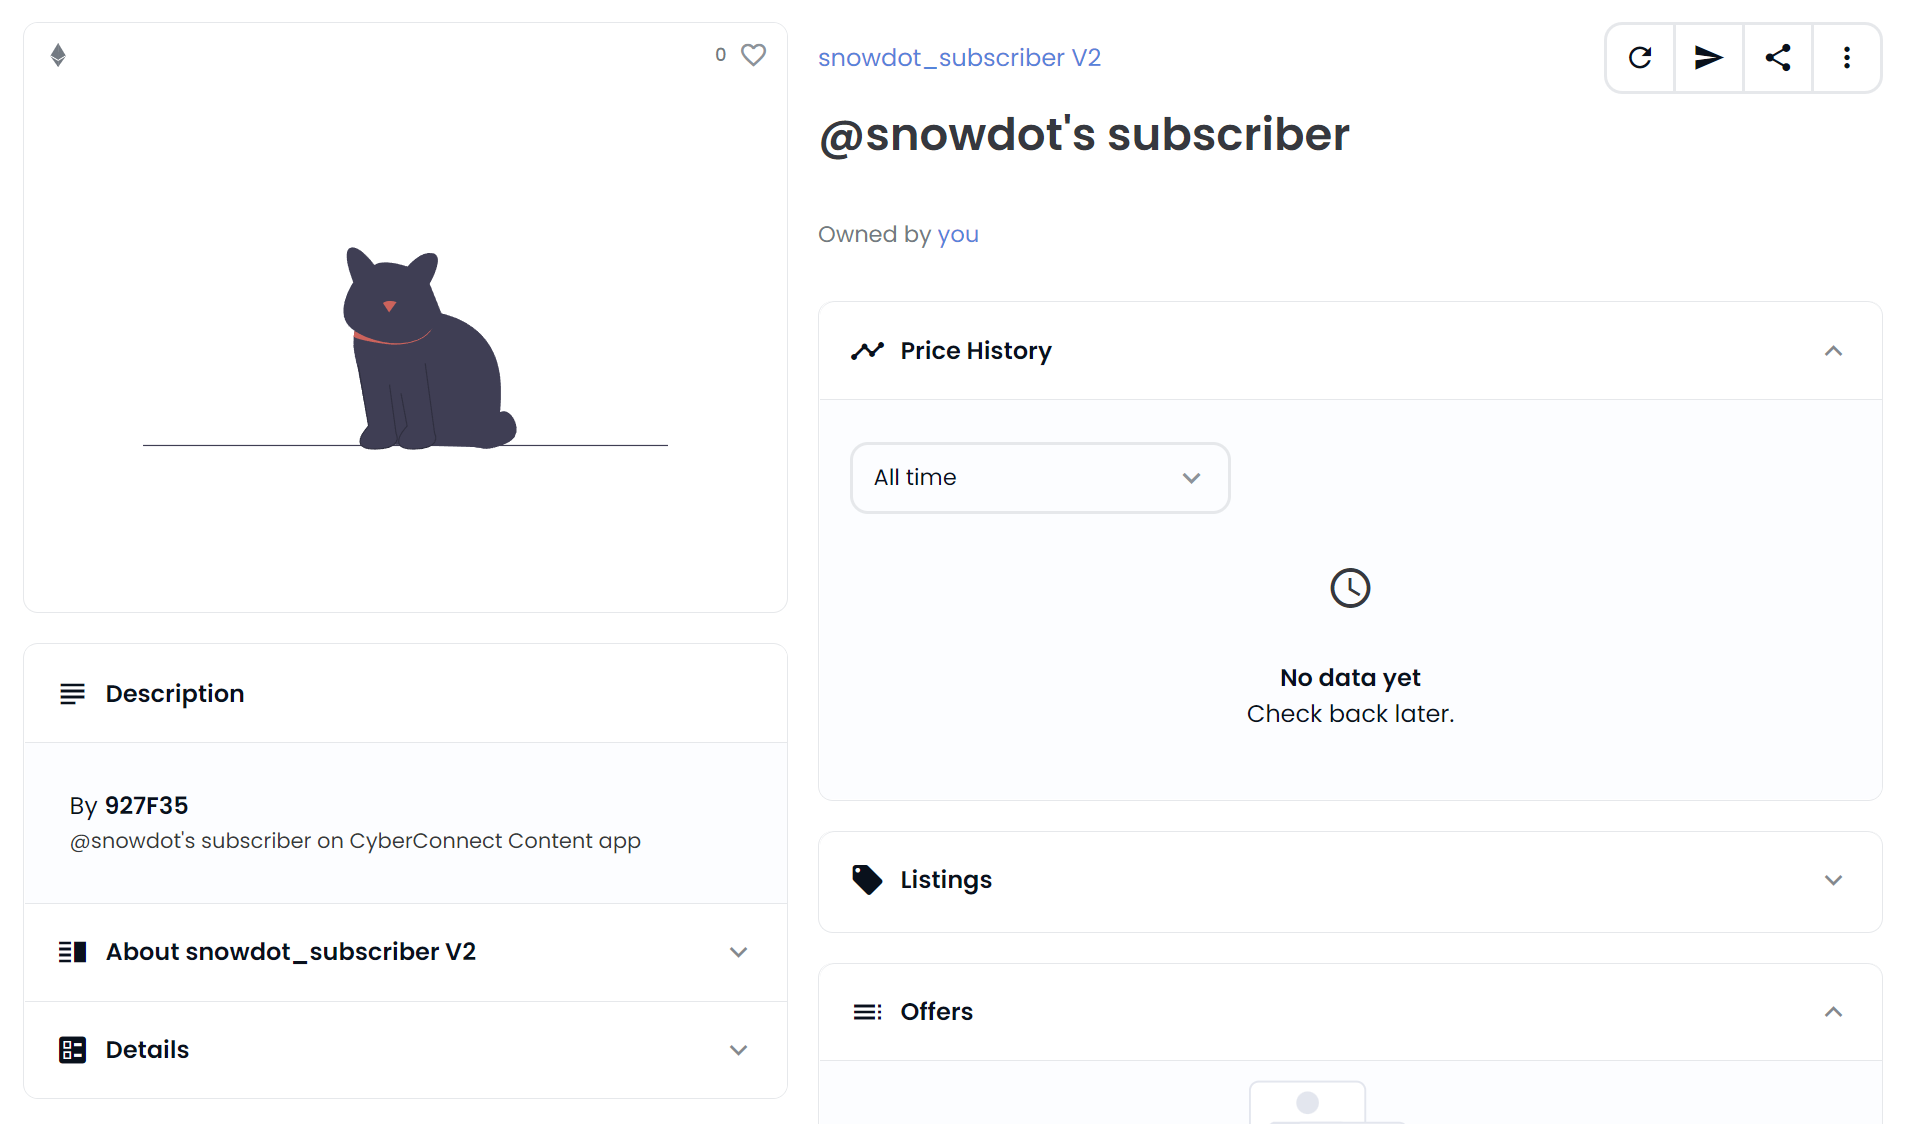 0
snowdot_subscriber V2
@snowdot's subscriber
Owned by you
Price History
All time
No data yet
Check back later.
Listings
Offers
Description
By 927F35
@snowdot's subscriber on CyberConnect Content app
About snowdot_subscriber V2
Details